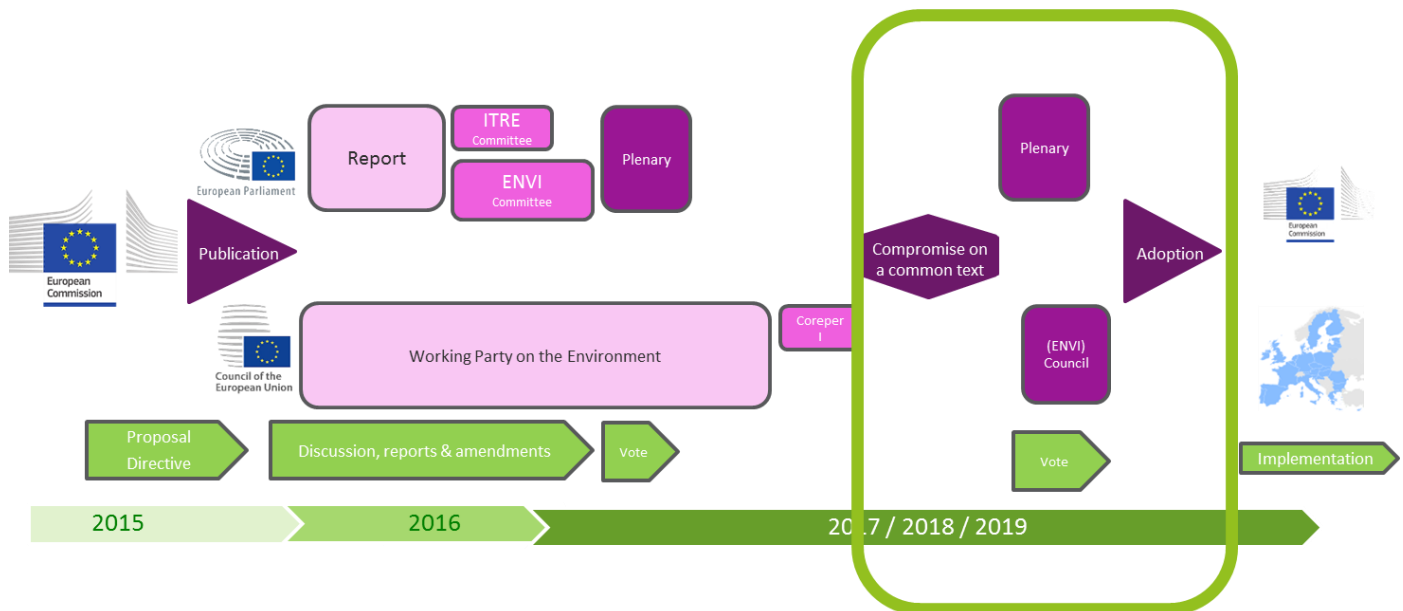 European Parliament
Report
ITRE
Committee
ENVI
Committee
Plenary
Plenary
European
Commission
Publication
Compromise on
a common text
Adoption
European
Commission
Council of the
European Union
Working Party on the Environment
Coreper
I
(ENVI)
Council
Proposal
Directive
Discussion, reports & amendments
Vote
Vote
Implementation
2015
2016
2017 / 2018 / 2019